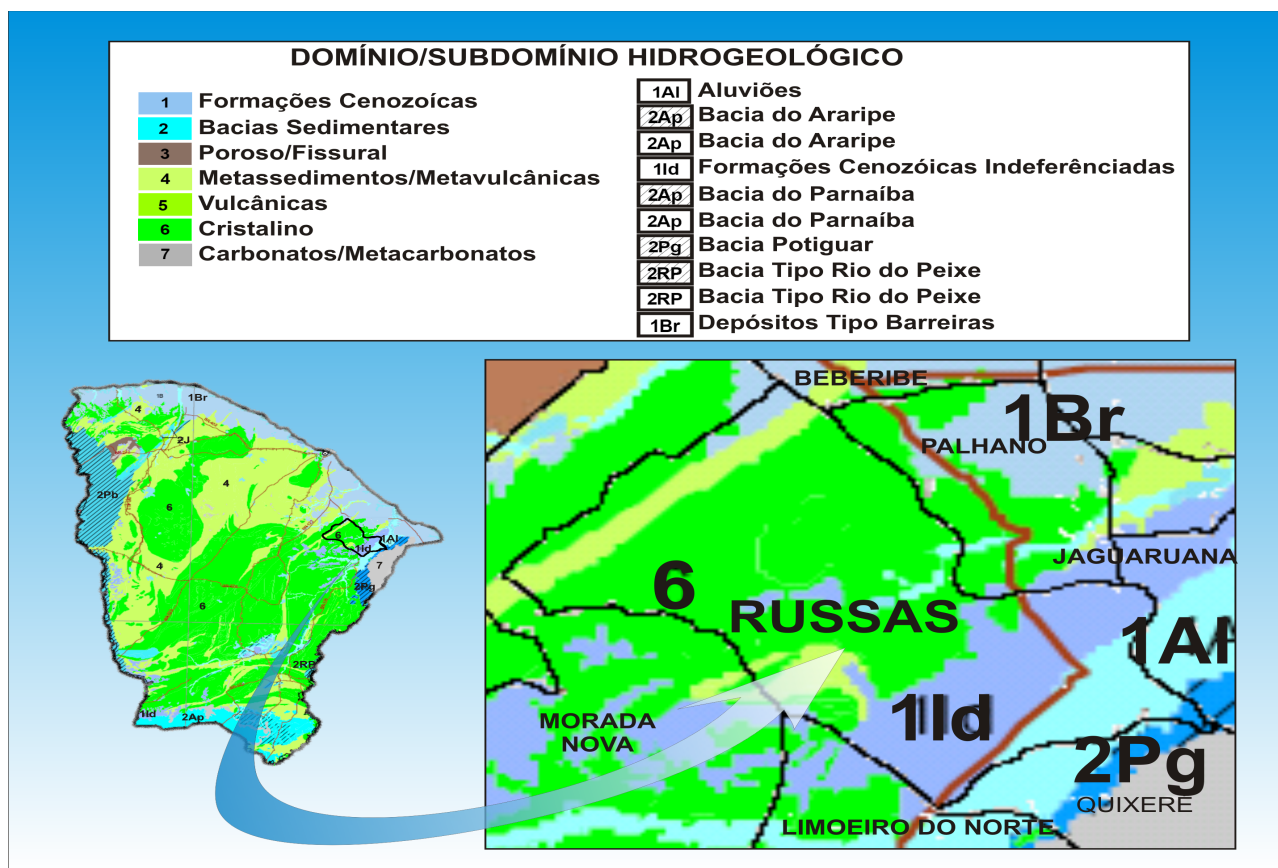 DOMÍNIO/SUBDOMÍNIO HIDROGEOLÓGICO
1 Formações Cenozoícas
2 Bacias Sedimentares
3 Poroso/Fissural
4 Metassedimentos/Metavulcânicas
5 Vulcânicas
6 Cristalino
7 Carbonatos/Metacarbonatos
1Al Aluviões
2Ap Bacia do Araripe
2Ap Bacia do Araripe
1Id Formações Cenozóicas Indeferênciadas
2Ap Bacia do Parnaíba
2Ap Bacia do Parnaíba
2Pg Bacia Potiguar
2RP Bacia Tipo Rio do Peixe
2RP Bacia Tipo Rio do Peixe
1Br Depósitos Tipo Barreiras
4
1Br
2J
4
2Pb
6
6
1Al
1Id
7
4
2Pg
6
2RP
1Id
2Ap
BEBERIBE
1Br
PALHANO
JAGUARUANA
6
RUSSAS
1Al
1Id
MORADA
NOVA
2Pg
QUIXERE
LIMOEIRO DO NORTE